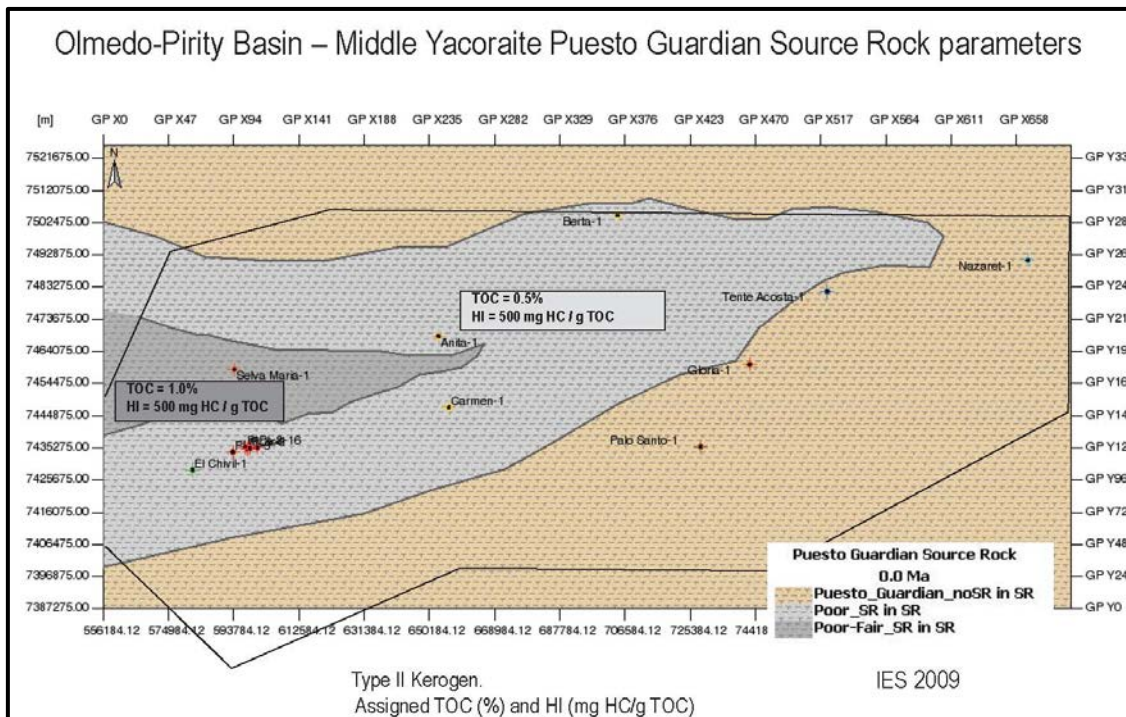 Olmedo-Pirity Basin – Middle Yacoraite Puesto Guardian Source Rock parameters
[m] GP X0 GP X47 GP X94 GP X141 GP X188 GP X235 GP X282 GP X329 GP X376 GP X423 GP X470 GP X517 GP X564 GP X611 GP X658
N
7521675.00 GP Y33
7512075.00 GP Y31
7502475.00 GP Y28
Berta-1
7492875.00 GP Y26
Nazaret-1
7483275.00 GP Y24
Tente Acosta-1
TOC = 0.5%
HI = 500 mg HC / g TOC
7473675.00 GP Y21
Anita-1
7464075.00 GP Y19
Gloria-1
Selva Maria-1
7454475.00 GP Y16
TOC = 1.0%
HI = 500 mg HC / g TOC
Carmen-1
7444875.00 GP Y14
Palo Santo-1
7435275.00 GP Y12
El Chivil-1
7425675.00 GP Y96
7416075.00 GP Y72
7406475.00 GP Y48
7396875.00 GP Y24
7387275.00 GP Y0
Puesto Guardian Source Rock
0.0 Ma
Puesto_Guardian_noSR in SR
Poor_SR in SR
Poor-Fair_SR in SR
556184.12 574984.12 593784.12 612584.12 631384.12 650184.12 668984.12 687784.12 706584.12 725384.12 74418
Type II Kerogen.
IES 2009
Assigned TOC (%) and HI (mg HC/g TOC)